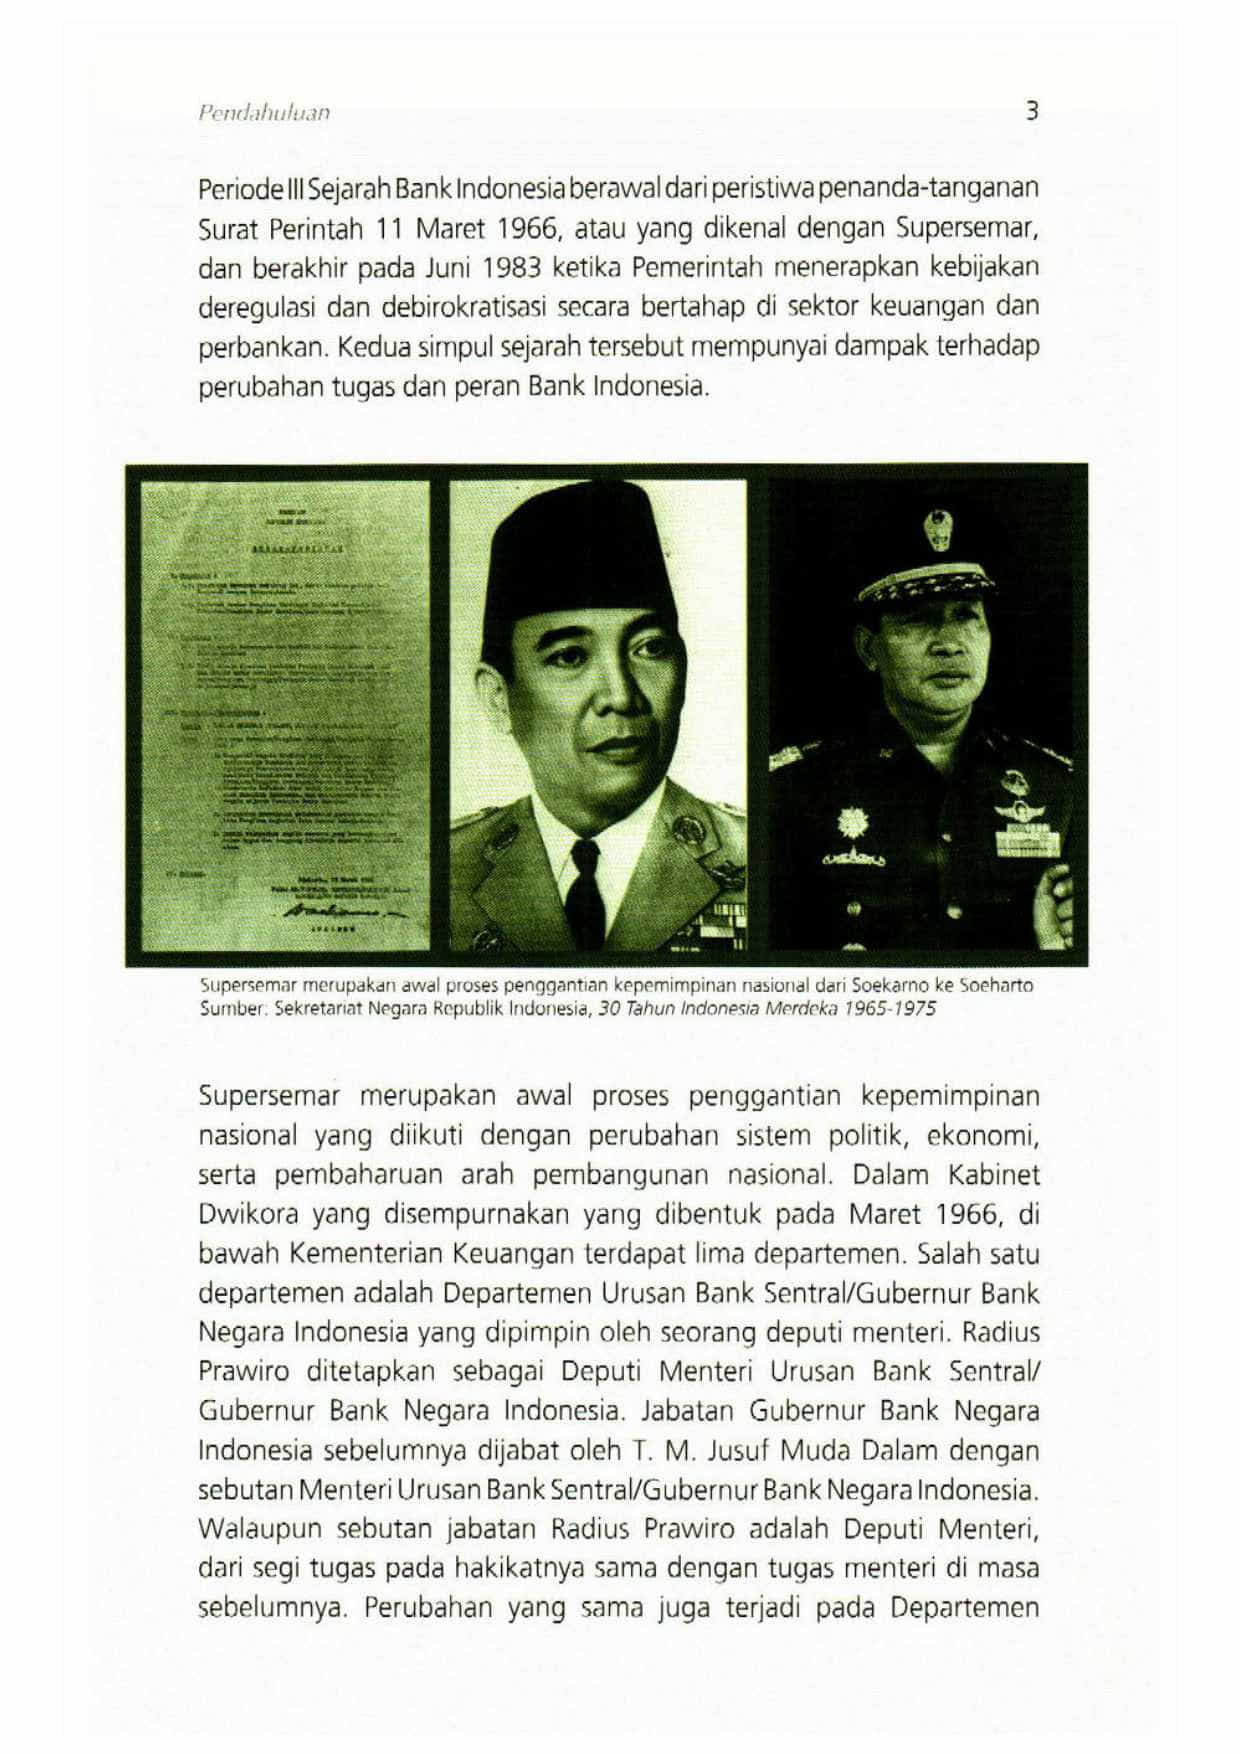 Pendahuluan
3
Periode III Sejarah Bank Indonesia berawal dari peristiwa penanda-tanganan
Surat Perintah 11 Maret 1966, atau yang dikenal dengan Supersemar,
dan berakhir pada Juni 1983 ketika Pemerintah menerapkan kebijakan
deregulasi dan debirokratisasi secara bertahap di sektor keuangan dan
perbankan. Kedua simpul sejarah tersebut mempunyai dampak terhadap
perubahan tugas dan peran Bank Indonesia.
Supersemar merupakan awal proses penggantian kepemimpinan nasional dari Soekarno ke Soeharto
Sumber: Sekretariat Negara Republik Indonesia, 30 Tahun Indonesia Merdeka 1965-1975
Supersemar merupakan awal proses penggantian kepemimpinan
nasional yang diikuti dengan perubahan sistem politik, ekonomi,
serta pembaharuan arah pembangunan nasional. Dalam Kabinet
Dwikora yang disempurnakan yang dibentuk pada Maret 1966, di
bawah Kementerian Keuangan terdapat lima departemen. Salah satu
departemen adalah Departemen Urusan Bank Sentral/Gubernur Bank
Negara Indonesia yang dipimpin oleh seorang deputi menteri. Radius
Prawiro ditetapkan sebagai Deputi Menteri Urusan Bank Sentral/
Gubernur Bank Negara Indonesia. Jabatan Gubernur Bank Negara
Indonesia sebelumnya dijabat oleh T. M. Jusuf Muda Dalam dengan
sebutan Menteri Urusan Bank Sentral/Gubernur Bank Negara Indonesia.
Walaupun sebutan jabatan Radius Prawiro adalah Deputi Menteri,
dari segi tugas pada hakikatnya sama dengan tugas menteri di masa
sebelumnya. Perubahan yang sama juga terjadi pada Departemen